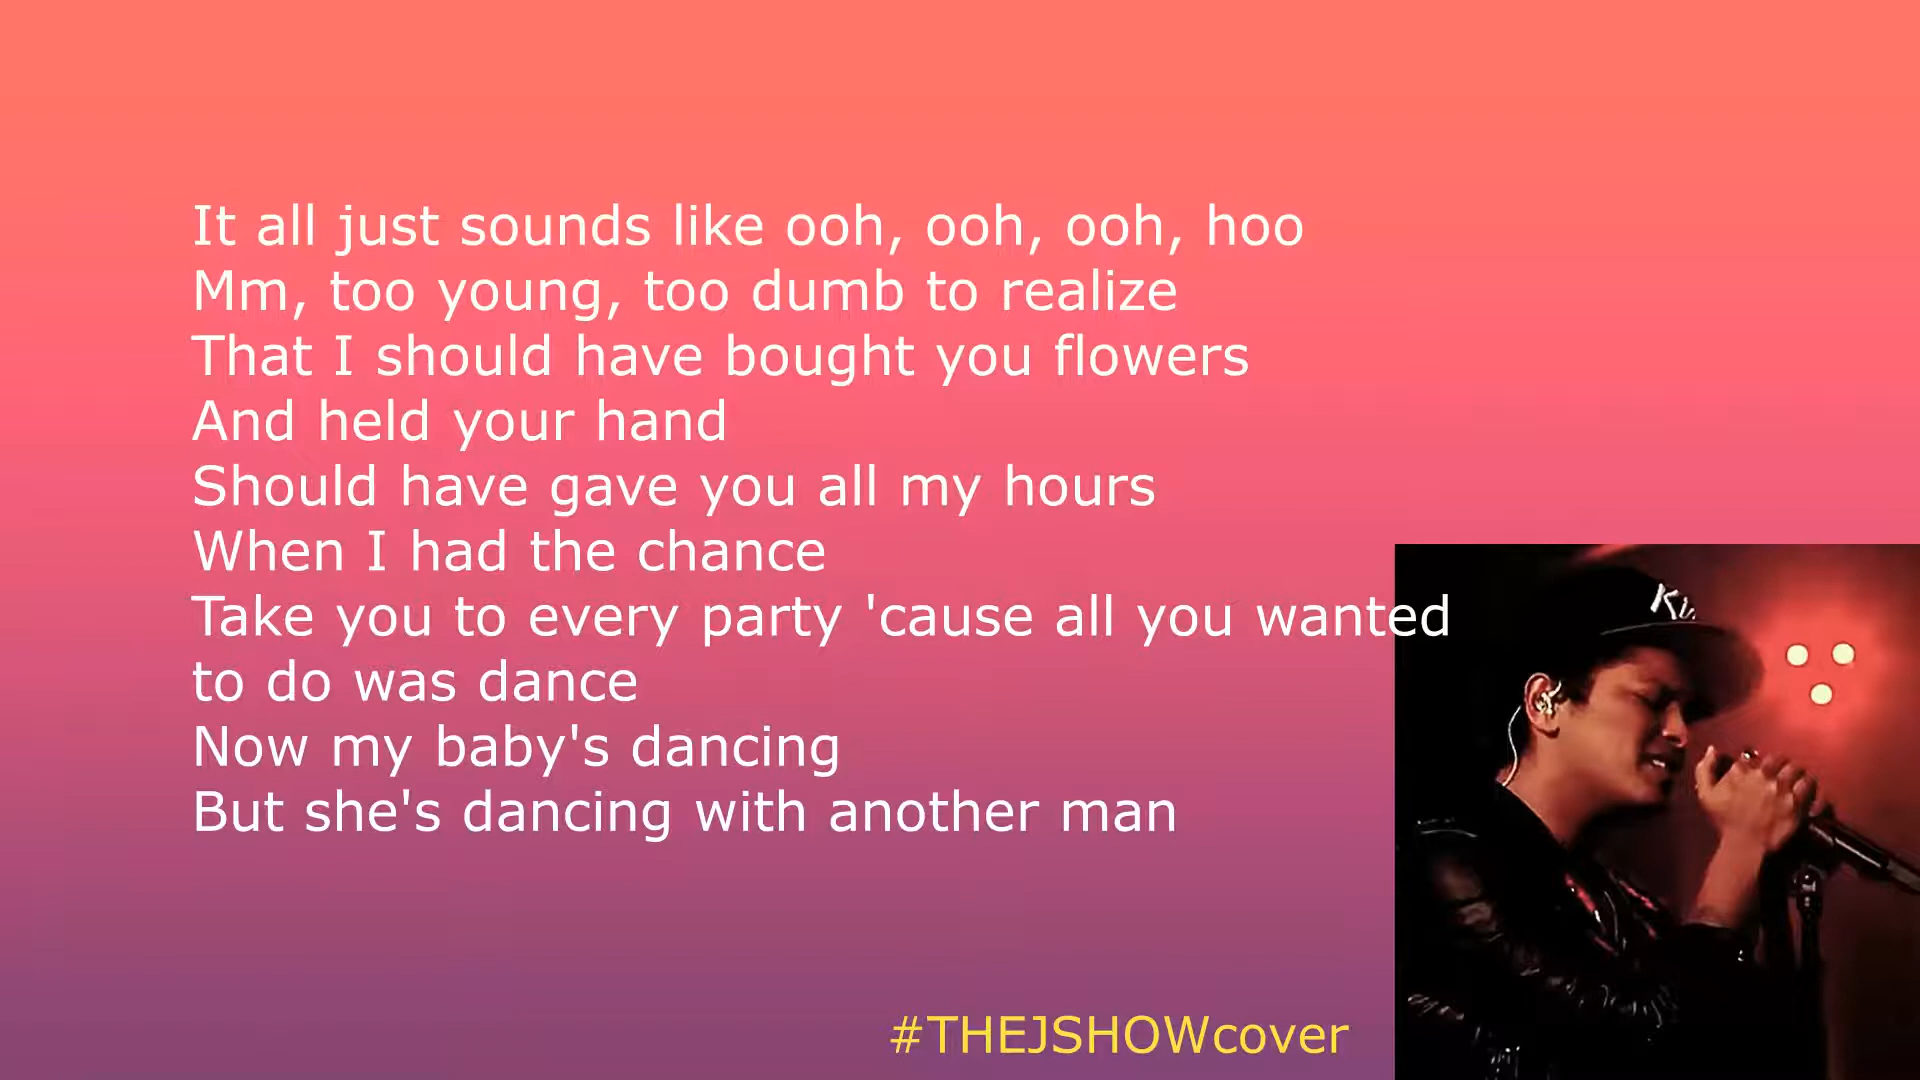 It all just sounds like ooh, ooh, ooh, hoo
Mm, too young, too dumb to realize
That I should have bought you flowers
And held your hand
Should have gave you all my hours
When I had the chance
Take you to every party 'cause all you wanted
to do was dance
Now my baby's dancing
But she's dancing with another man
#THEJSHOWcover